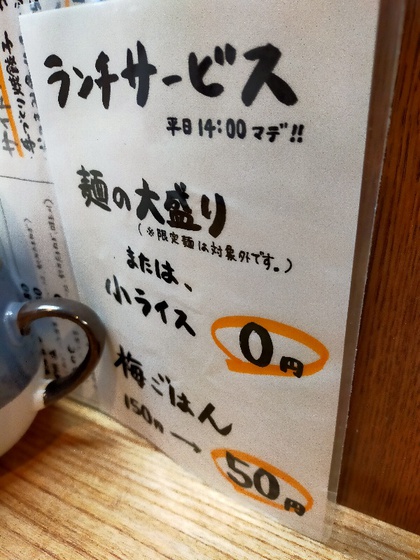 ランチサービス
平日14:00マデ!!
麺の大盛り
(※限定麺は対象外です。)
または、
小ライス 0円
梅ごはん
150円→50円